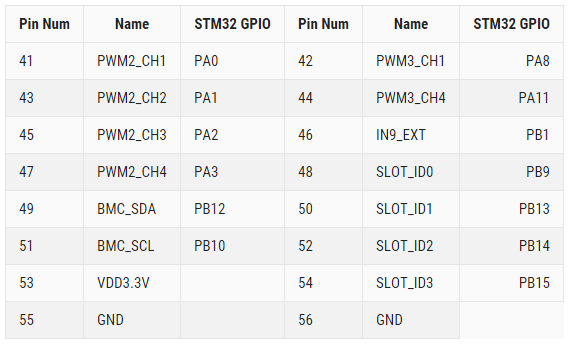 Pin Num Name STM32 GPIO Pin Num Name STM32 GPIO
41 PWM2_CH1 PA0 42 PWM3_CH1 PA8
43 PWM2_CH2 PA1 44 PWM3_CH4 PA11
45 PWM2_CH3 PA2 46 IN9_EXT PB1
47 PWM2_CH4 PA3 48 SLOT_ID0 PB9
49 BMC_SDA PB12 50 SLOT_ID1 PB13
51 BMC_SCL PB10 52 SLOT_ID2 PB14
53 VDD3.3V 54 SLOT_ID3 PB15
55 GND 56 GND